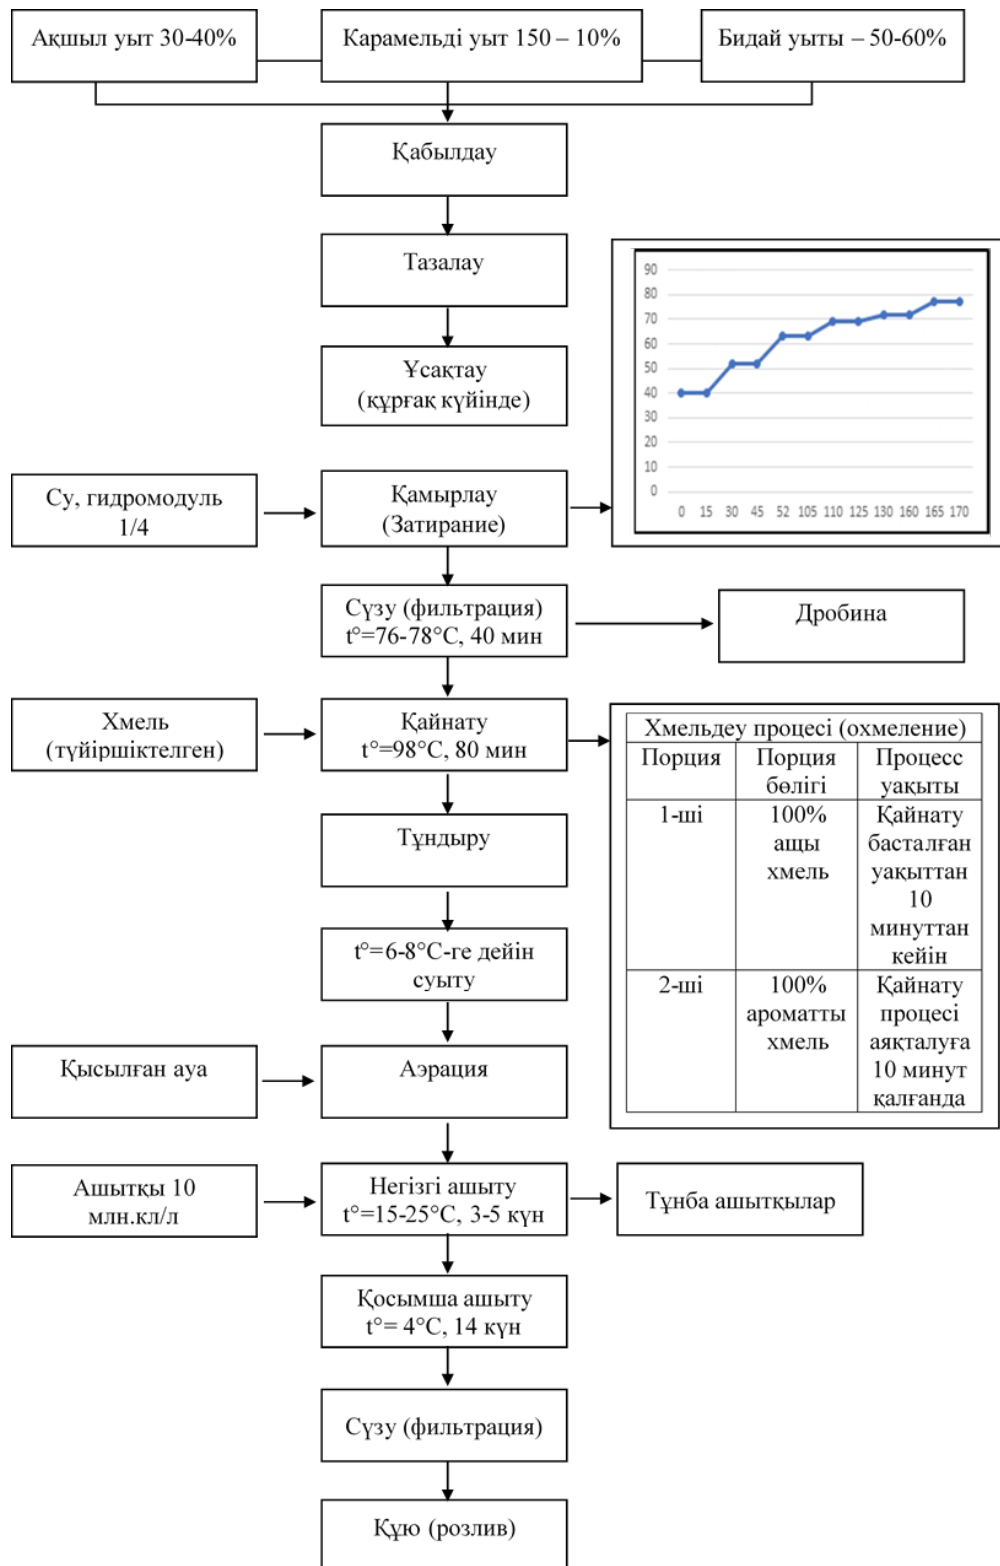 Ақшыл уыт 30-40%
Карамельді уыт 150 – 10%
Бидай уыты – 50-60%
Қабылдау
Тазалау
Ұсақтау
(құрғақ күйінде)
90
80
70
60
50
40
30
20
10
0
0 15 30 45 52 105 110 125 130 160 165 170
Су, гидромодуль
1/4
Қамырлау
(Затирание)
Сүзу (фильтрация)
t°=76-78°C, 40 мин
Дробина
Хмель
(түйіршіктелген)
Қайнату
t°=98°C, 80 мин
Хмельдеу процесі (охмеление)
Порция
Порция
бөлігі
Процесс
уақыты
1-ші
100%
ащы
хмель
Қайнату
басталған
уақыттан
10
минуттан
кейін
2-ші
100%
ароматты
хмель
Қайнату
процесі
аяқталуға
10 минут
қалғанда
Тұндыру
t°=6-8°C-ге дейін
суыту
Қысылған ауа
Аэрация
Ашытқы 10
млн.кл/л
Негізгі ашыту
t°=15-25°C, 3-5 күн
Тұнба ашытқылар
Қосымша ашыту
t°= 4°C, 14 күн
Сүзу (фильтрация)
Құю (розлив)